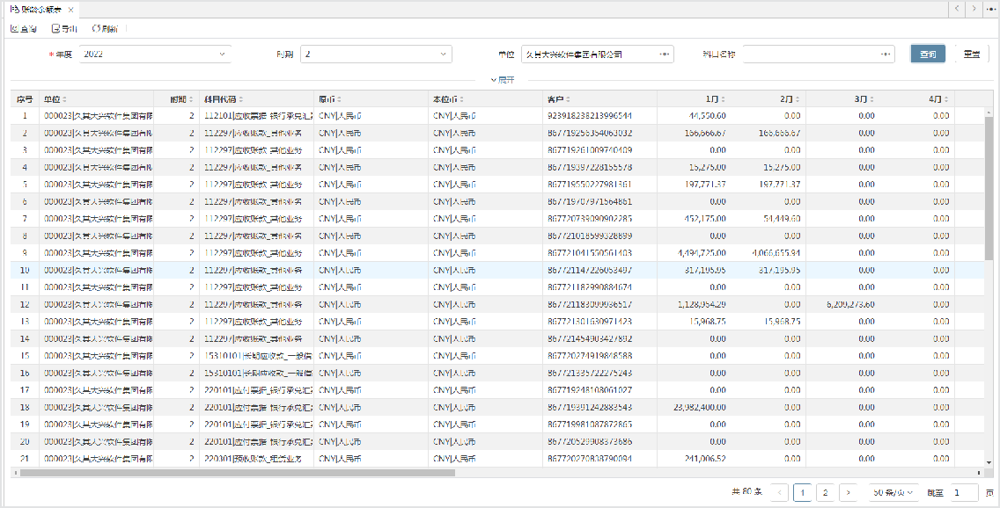 账龄余额表 ×
查询 导出 刷新
* 年度 2022 时期 2 单位 久其大兴软件集团有限公司 科目名称 查询 重置
展开
序号 单位 时期 科目代码 原币 本位币 客户 1月 2月 3月 4月
1 000023|久其大兴软件集团有限 2 112101|应收票据_银行承兑汇 CNY|人民币 CNY|人民币 923918238213996544 44,550.60 0.00 0.00 0.00
2 000023|久其大兴软件集团有限 2 112297|应收账款_其他业务 CNY|人民币 CNY|人民币 867719256354063032 166,666.67 166,666.67 0.00 0.00
3 000023|久其大兴软件集团有限 2 112297|应收账款_其他业务 CNY|人民币 CNY|人民币 867719261009740409 0.00 0.00 0.00 0.00
4 000023|久其大兴软件集团有限 2 112297|应收账款_其他业务 CNY|人民币 CNY|人民币 867719397228155578 15,275.00 15,275.00 0.00 0.00
5 000023|久其大兴软件集团有限 2 112297|应收账款_其他业务 CNY|人民币 CNY|人民币 867719550227981361 197,771.37 197,771.37 0.00 0.00
6 000023|久其大兴软件集团有限 2 112297|应收账款_其他业务 CNY|人民币 CNY|人民币 867719707971564861 0.00 0.00 0.00 0.00
7 000023|久其大兴软件集团有限 2 112297|应收账款_其他业务 CNY|人民币 CNY|人民币 867720739090902285 452,175.00 54,449.60 0.00 0.00
8 000023|久其大兴软件集团有限 2 112297|应收账款_其他业务 CNY|人民币 CNY|人民币 867721018599328899 0.00 0.00 0.00 0.00
9 000023|久其大兴软件集团有限 2 112297|应收账款_其他业务 CNY|人民币 CNY|人民币 867721041550561403 4,494,725.00 4,066,655.94 0.00 0.00
10 000023|久其大兴软件集团有限 2 112297|应收账款_其他业务 CNY|人民币 CNY|人民币 867721147226053497 317,195.95 317,195.95 0.00 0.00
11 000023|久其大兴软件集团有限 2 112297|应收账款_其他业务 CNY|人民币 CNY|人民币 867721182990884674 0.00 0.00 0.00 0.00
12 000023|久其大兴软件集团有限 2 112297|应收账款_其他业务 CNY|人民币 CNY|人民币 867721183099936517 1,128,954.29 0.00 6,209,273.60 0.00
13 000023|久其大兴软件集团有限 2 112297|应收账款_其他业务 CNY|人民币 CNY|人民币 867721301630971423 15,968.75 15,968.75 0.00 0.00
14 000023|久其大兴软件集团有限 2 112297|应收账款_其他业务 CNY|人民币 CNY|人民币 867721454903427892 0.00 0.00 0.00 0.00
15 000023|久其大兴软件集团有限 2 15310101|长期应收款_一般信 CNY|人民币 CNY|人民币 867720274919848588 0.00 0.00 0.00 0.00
16 000023|久其大兴软件集团有限 2 15310101|长期应收款_一般信 CNY|人民币 CNY|人民币 867721335722275243 0.00 0.00 0.00 0.00
17 000023|久其大兴软件集团有限 2 220101|应付票据_银行承兑汇 CNY|人民币 CNY|人民币 867719248108061027 0.00 0.00 0.00 0.00
18 000023|久其大兴软件集团有限 2 220101|应付票据_银行承兑汇 CNY|人民币 CNY|人民币 867719391242883543 23,982,400.00 0.00 0.00 0.00
19 000023|久其大兴软件集团有限 2 220101|应付票据_银行承兑汇 CNY|人民币 CNY|人民币 867719981087872865 0.00 0.00 0.00 0.00
20 000023|久其大兴软件集团有限 2 220101|应付票据_银行承兑汇 CNY|人民币 CNY|人民币 867720529908373686 0.00 0.00 0.00 0.00
21 000023|久其大兴软件集团有限 2 220301|预收账款_租赁业务 CNY|人民币 CNY|人民币 867720270838790094 241,006.52 0.00 0.00 0.00
共 80 条 < 1 2 > 50 条/页 跳至 1 页